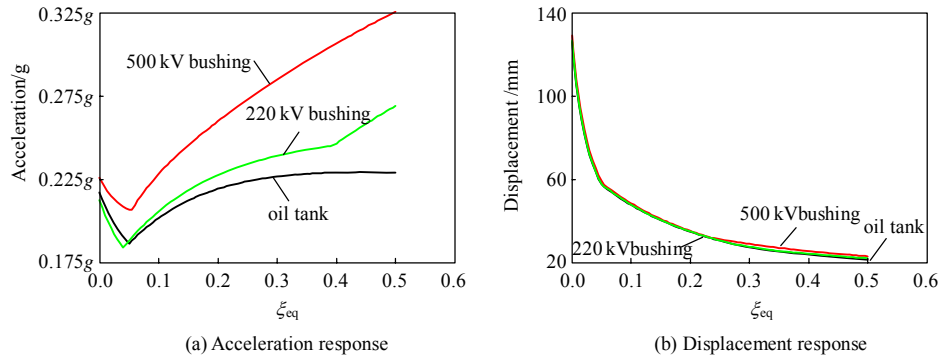 0.325g
0.275g
0.225g
0.175g
Acceleration/g
500 kV bushing
220 kV bushing
oil tank
0.0 0.1 0.2 0.3 0.4 0.5 0.6
ξeq
(a) Acceleration response
140
100
60
20
Displacement /mm
500 kVbushing
oil tank
220 kVbushing
0.0 0.1 0.2 0.3 0.4 0.5 0.6
ξeq
(b) Displacement response